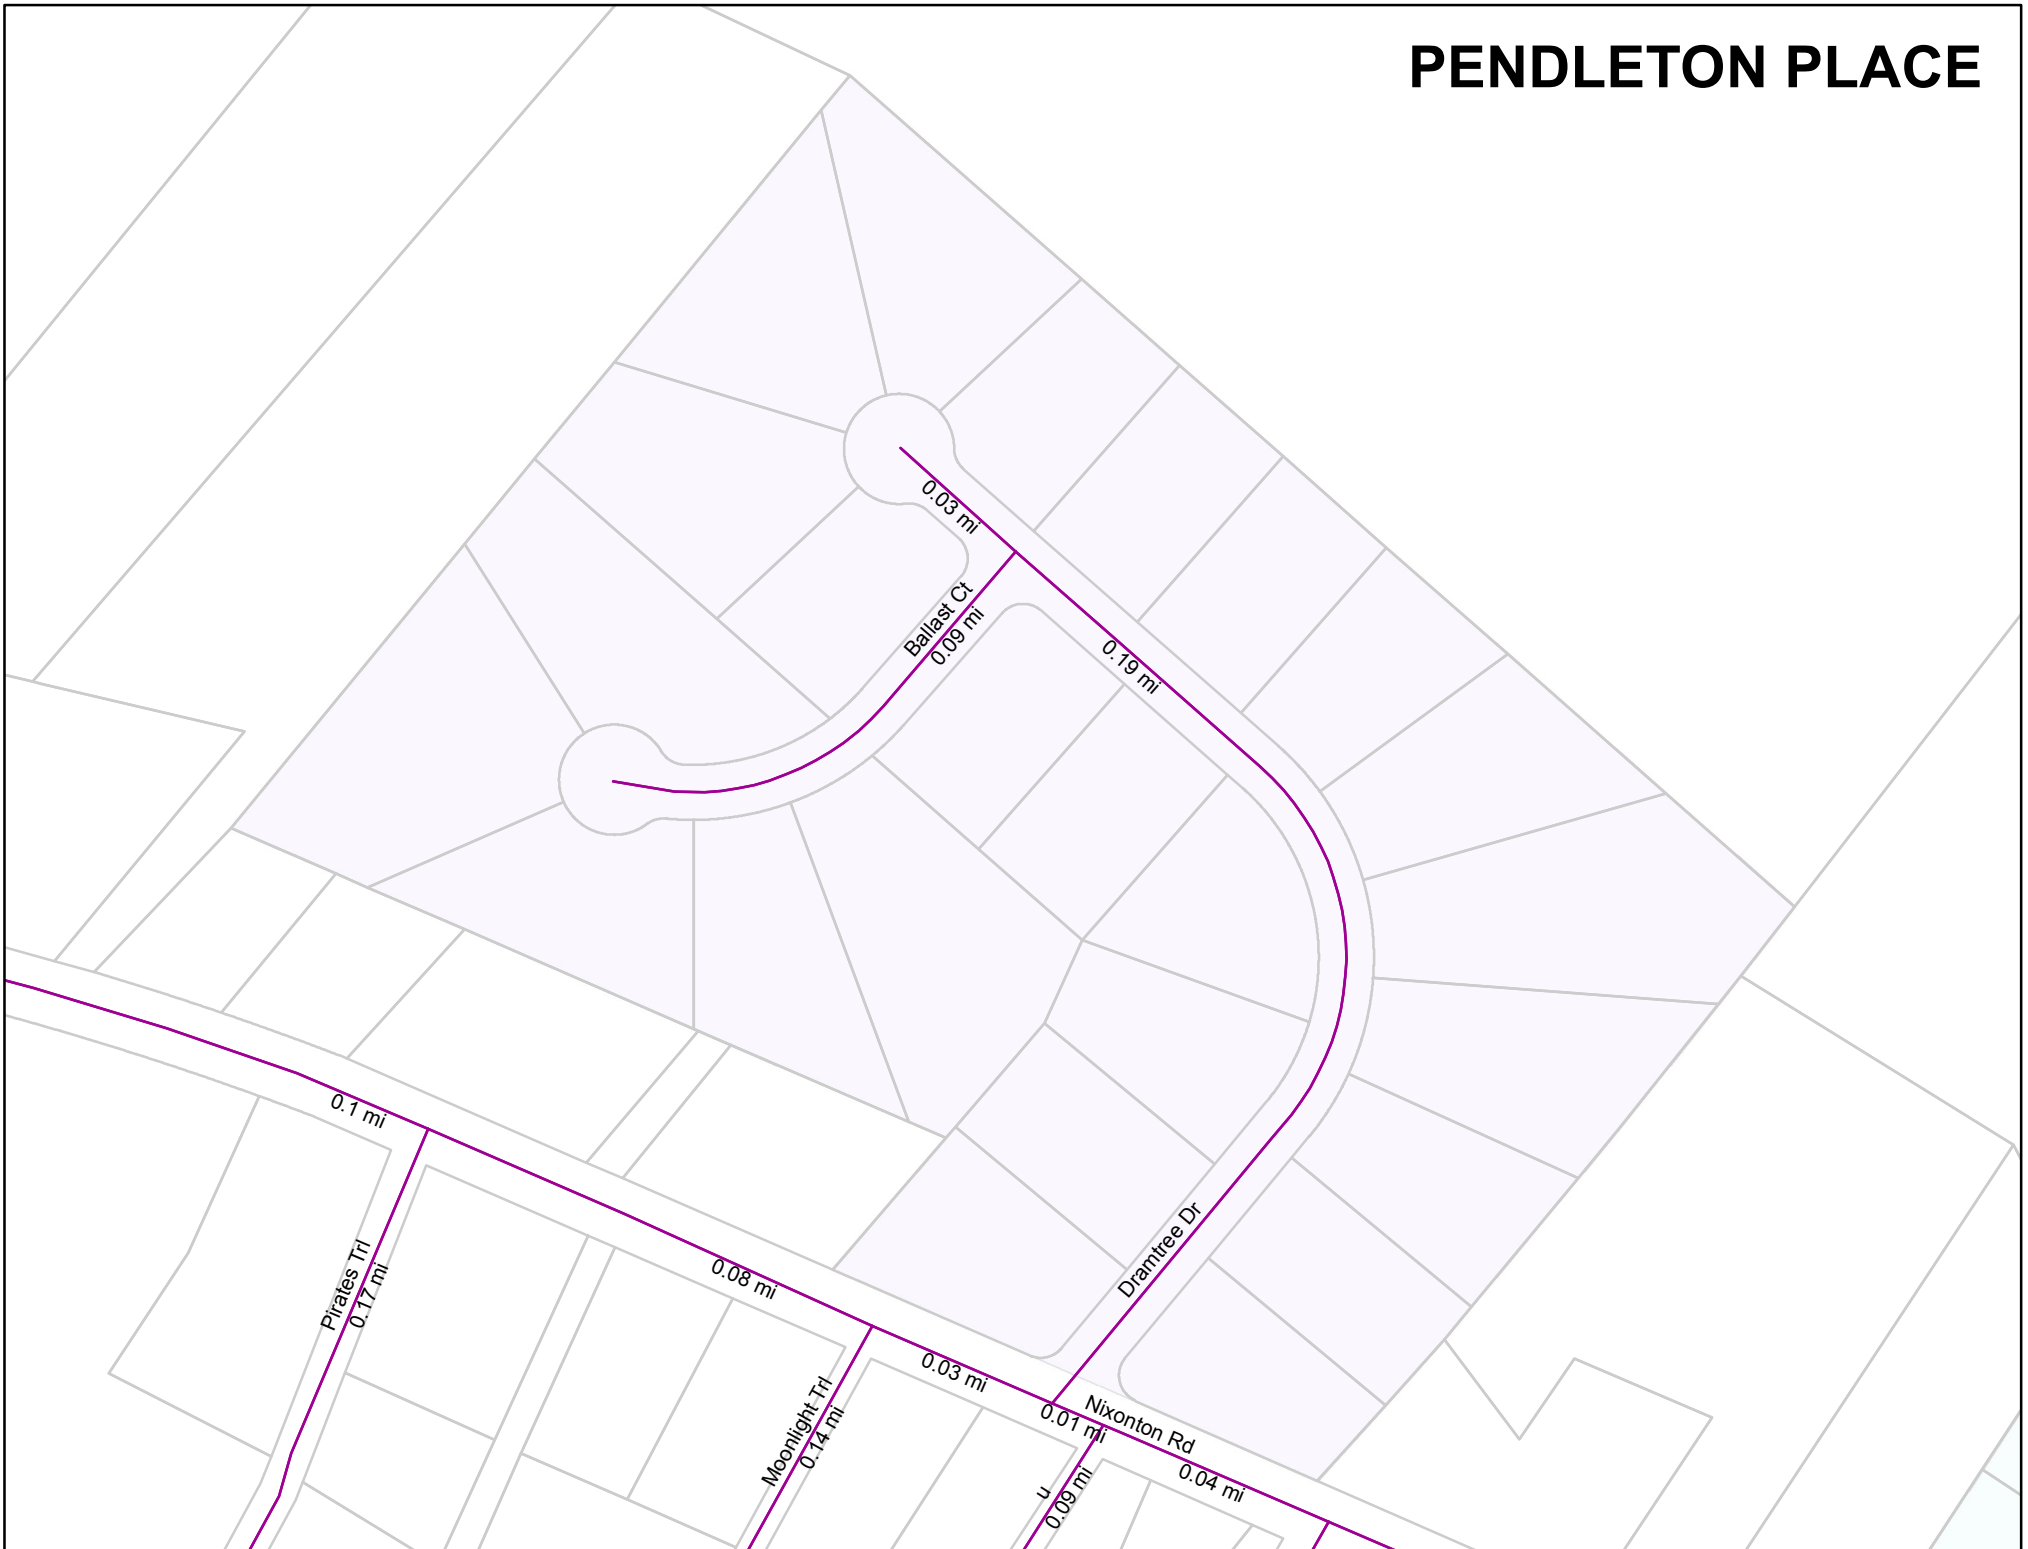 PENDLETON PLACE
0.03 mi
Ballast Ct
0.09 mi
0.19 mi
0.1 mi
Dramtree Dr
Pirates Trl
0.17 mi
0.08 mi
0.03 mi
Moonlight Trl
0.14 mi
0.01 mi
Nixonton Rd
0.04 mi
u
0.09 mi